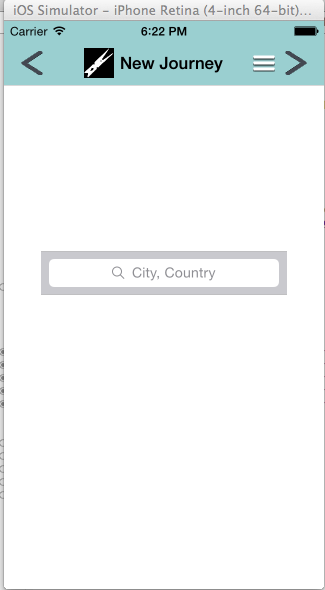 iOS Simulator - iPhone Retina (4-inch 64-bit)...
Carrier 6:22 PM
New Journey
City, Country